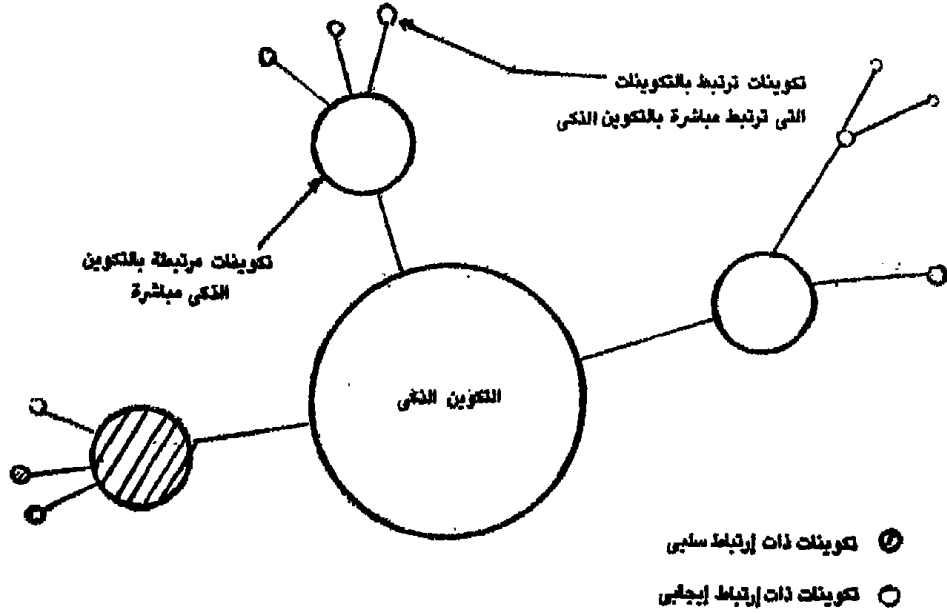 تكوينات ترتبط بالتكوينات
التى ترتبط مباشرة بالتكوين الذكى
تكوينات مرتبطة بالتكوين
الذكى مباشرة
التكوين الذكى
تكوينات ذات إرتباط سلبى
تكوينات ذات إرتباط إيجابى